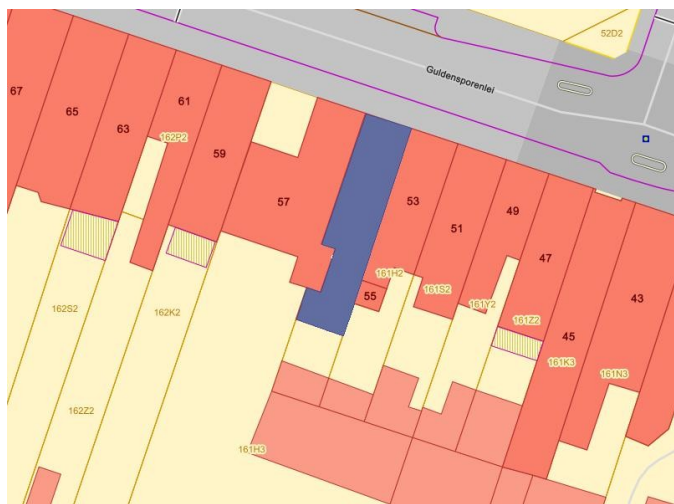 52D2
Guldensporenlei
67
65
63
61
162P2
59
57
53
51
49
47
45
43
161H2
55
161S2
161Y2
161Z2
161K3
161N3
162S2
162K2
162Z2
161H3